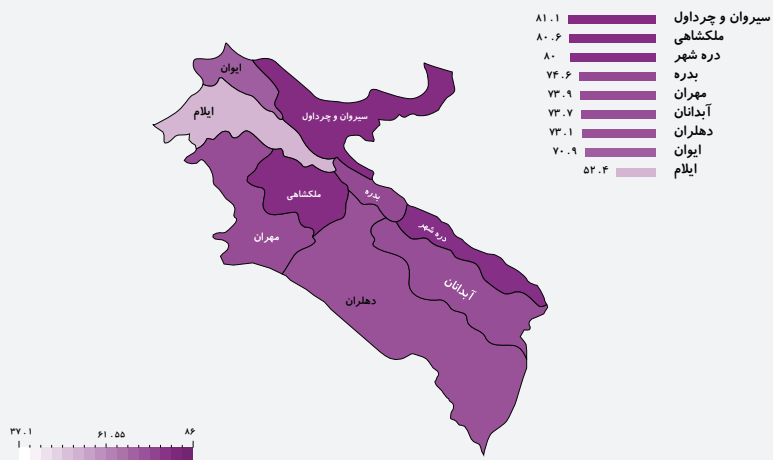 سیروان و چرداول ۸۱.۱
ملکشاهی ۸۰.۶
دره شهر ۸۰
بدره ۷۴.۶
مهران ۷۳.۹
آبدانان ۷۳.۷
دهلران ۷۳.۱
ایوان ۷۰.۹
ایلام ۵۲.۴
ایوان
ایلام
سیروان و چرداول
ملکشاهی
بدره
دره شهر
مهران
آبدانان
دهلران
۳۷.۱ ۶۱.۵۵ ۸۶